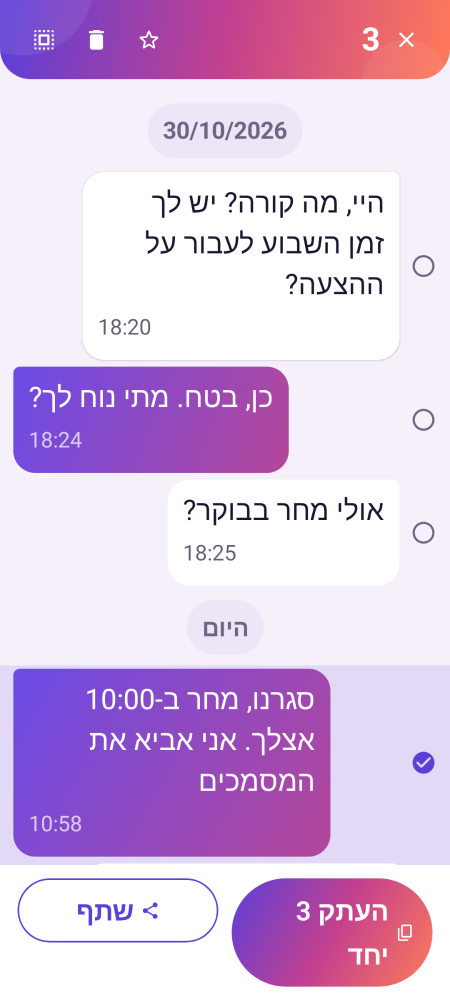 3
30/10/2026
היי, מה קורה? יש לך
זמן השבוע לעבור על
ההצעה?
18:20
כן, בטח. מתי נוח לך?
18:24
אולי מחר בבוקר?
18:25
היום
סגרנו, מחר ב-10:00
אצלך. אני אביא את
המסמכים
10:58
העתק 3
יחד
שתף